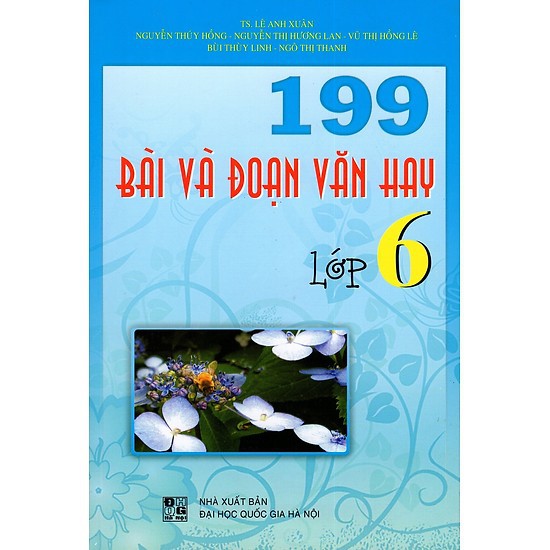 TS. LÊ ANH XUÂN
NGUYỄN THÚY HỒNG - NGUYỄN THỊ HƯƠNG LAN - VŨ THỊ HỒNG LÊ
BÙI THÙY LINH - NGÔ THỊ THANH
199
BÀI VÀ ĐOẠN VĂN HAY
LỚP 6
NHÀ XUẤT BẢN
ĐẠI HỌC QUỐC GIA HÀ NỘI